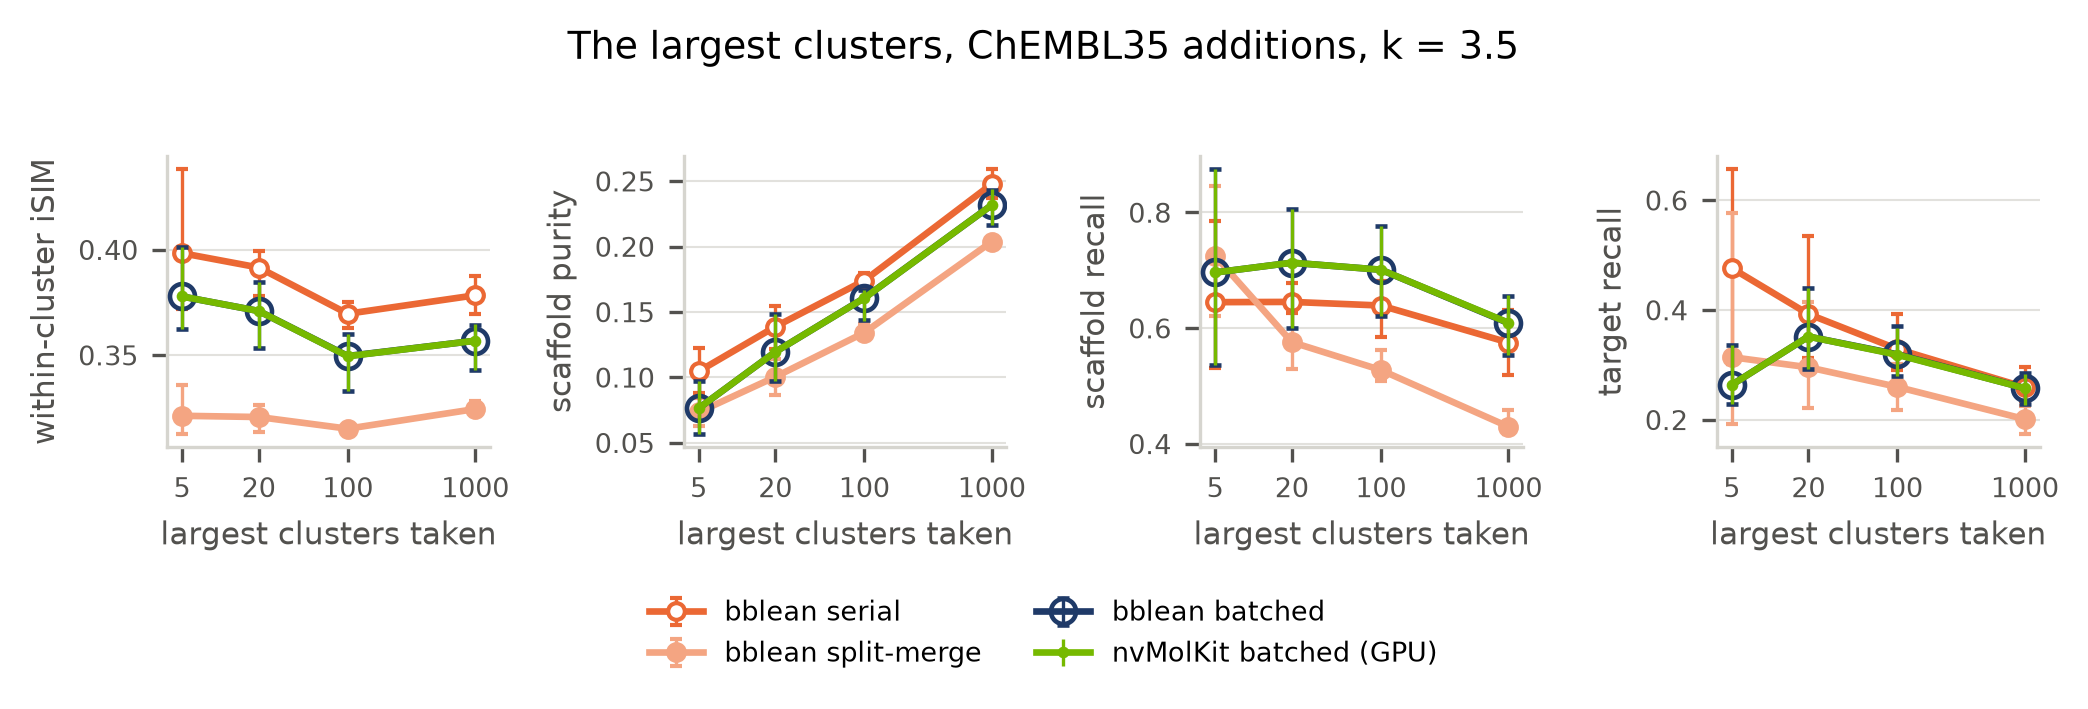 The largest clusters, ChEMBL35 additions, k = 3.5
within-cluster iSIM
0.40
0.35
5 20 100 1000
largest clusters taken
scaffold purity
0.25
0.20
0.15
0.10
0.05
5 20 100 1000
largest clusters taken
scaffold recall
0.8
0.6
0.4
5 20 100 1000
largest clusters taken
target recall
0.6
0.4
0.2
5 20 100 1000
largest clusters taken
bblean serial
bblean split-merge
bblean batched
nvMolKit batched (GPU)